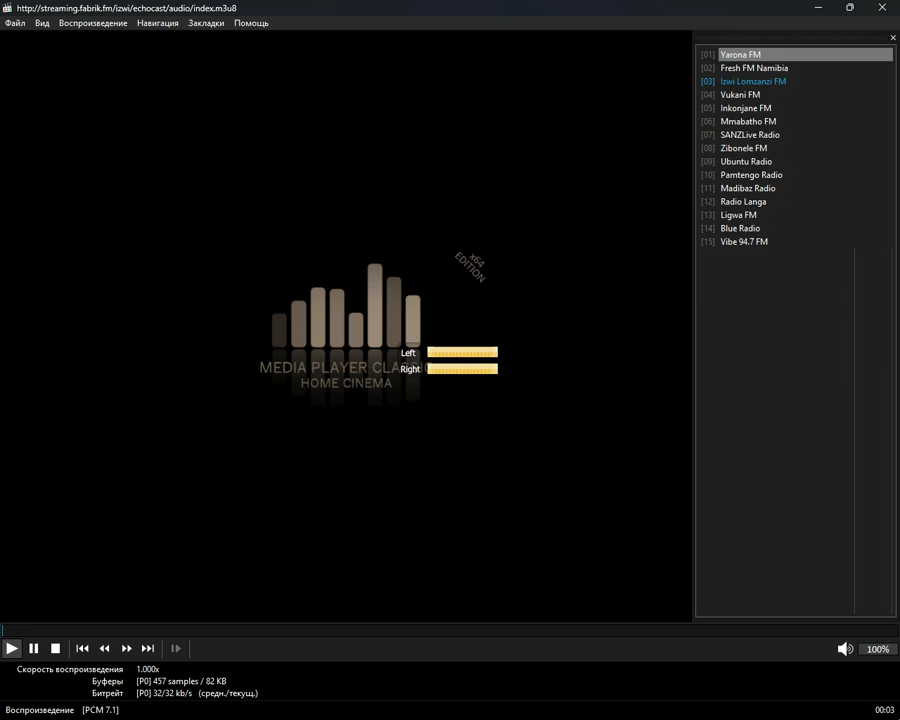 http://streaming.fabrik.fm/izwi/echocast/audio/index.m3u8
Файл Вид Воспроизведение Навигация Закладки Помощь
[01] Yarona FM
[02] Fresh FM Namibia
[03] Izwi Lomzanzi FM
[04] Vukani FM
[05] Inkonjane FM
[06] Mmabatho FM
[07] SANZLive Radio
[08] Zibonele FM
[09] Ubuntu Radio
[10] Pamtengo Radio
[11] Madibaz Radio
[12] Radio Langa
[13] Ligwa FM
[14] Blue Radio
[15] Vibe 94.7 FM
x64
EDITION
Left
MEDIA PLAYER CLASSIC
Right
HOME CINEMA
100%
Скорость воспроизведения 1.000x
Буферы [P0] 457 samples / 82 KB
Битрейт [P0] 32/32 kb/s (средн./текущ.)
Воспроизведение [PCM 7.1] 00:03